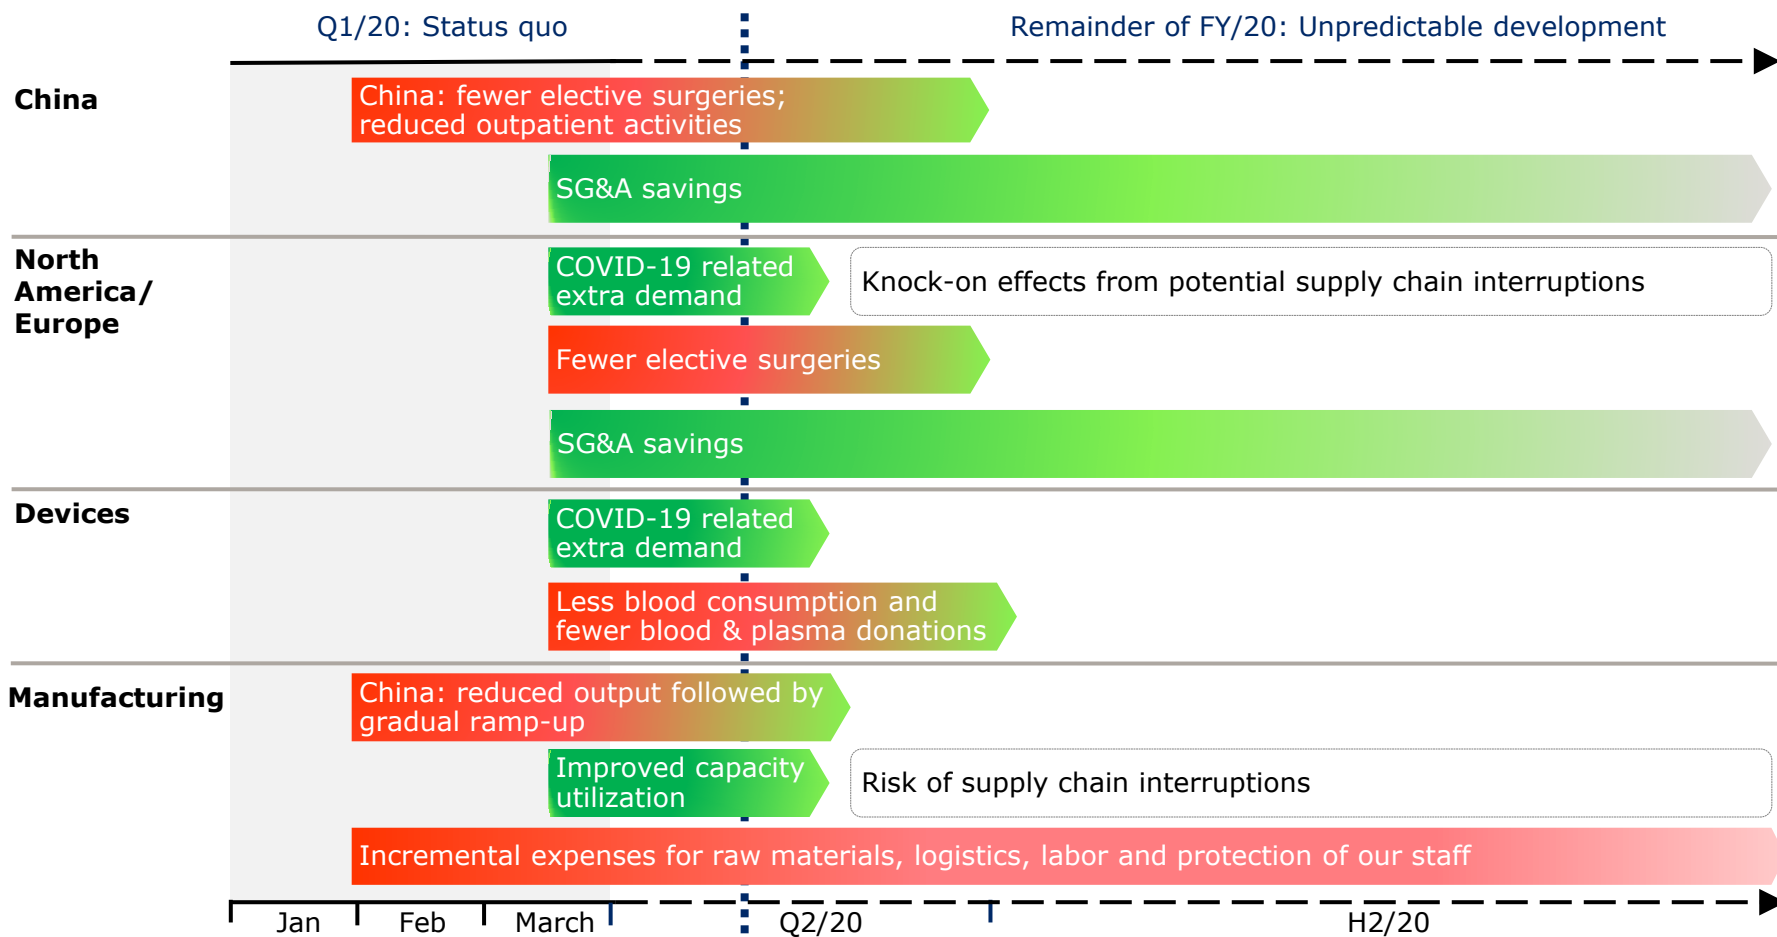 Q1/20: Status quo
Remainder of FY/20: Unpredictable development
China
China: fewer elective surgeries;
reduced outpatient activities
SG&A savings
North
America/
Europe
COVID-19 related
extra demand
Knock-on effects from potential supply chain interruptions
Fewer elective surgeries
SG&A savings
Devices
COVID-19 related
extra demand
Less blood consumption and
fewer blood & plasma donations
Manufacturing
China: reduced output followed by
gradual ramp-up
Improved capacity
utilization
Risk of supply chain interruptions
Incremental expenses for raw materials, logistics, labor and protection of our staff
Jan
Feb
March
Q2/20
H2/20